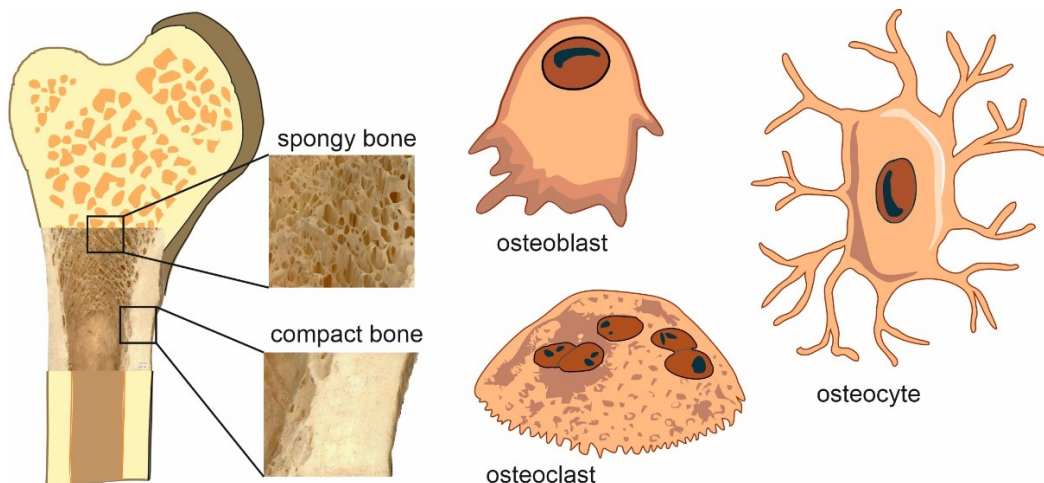 spongy bone
compact bone
osteoblast
osteoclast
osteocyte